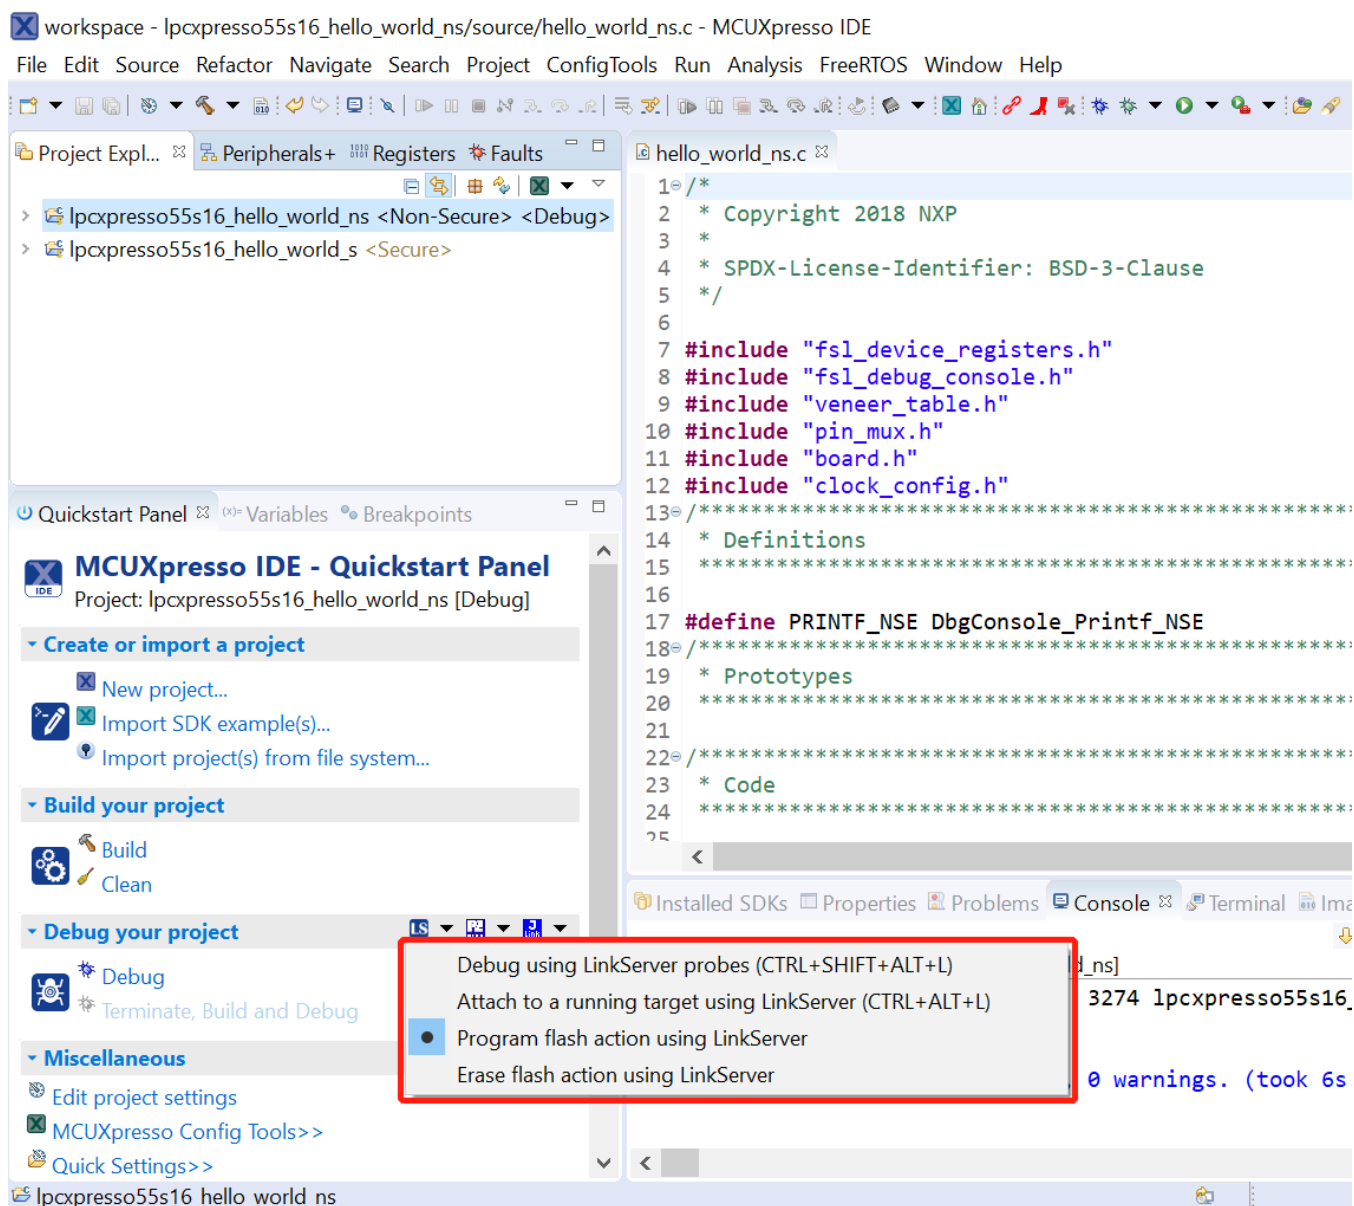 workspace - lpcxpresso55s16_hello_world_ns/source/hello_world_ns.c - MCUXpresso IDE
File Edit Source Refactor Navigate Search Project ConfigTools Run Analysis FreeRTOS Window Help
Project Expl... Peripherals+ Registers Faults
lpcxpresso55s16_hello_world_ns <Non-Secure> <Debug>
lpcxpresso55s16_hello_world_s <Secure>
hello_world_ns.c
1 /*
2 * Copyright 2018 NXP
3 *
4 * SPDX-License-Identifier: BSD-3-Clause
5 */
6
7 #include "fsl_device_registers.h"
8 #include "fsl_debug_console.h"
9 #include "veneer_table.h"
10 #include "pin_mux.h"
11 #include "board.h"
12 #include "clock_config.h"
13 /***************************************************
14 * Definitions
15 ***************************************************
16
17 #define PRINTF_NSE DbgConsole_Printf_NSE
18 /***************************************************
19 * Prototypes
20 ***************************************************
21
22 /***************************************************
23 * Code
24 ***************************************************
25
Quickstart Panel (x)= Variables Breakpoints
IDE
MCUXpresso IDE - Quickstart Panel
Project: lpcxpresso55s16_hello_world_ns [Debug]
Create or import a project
New project...
Import SDK example(s)...
Import project(s) from file system...
Build your project
Build
Clean
Debug your project
LS
Debug
Terminate, Build and Debug
Miscellaneous
Edit project settings
MCUXpresso Config Tools>>
Quick Settings>>
Debug using LinkServer probes (CTRL+SHIFT+ALT+L)
Attach to a running target using LinkServer (CTRL+ALT+L)
Program flash action using LinkServer
Erase flash action using LinkServer
Installed SDKs Properties Problems Console Terminal Ima
d_ns]
3274 lpcxpresso55s16_
0 warnings. (took 6s
lpcxpresso55s16_hello_world_ns